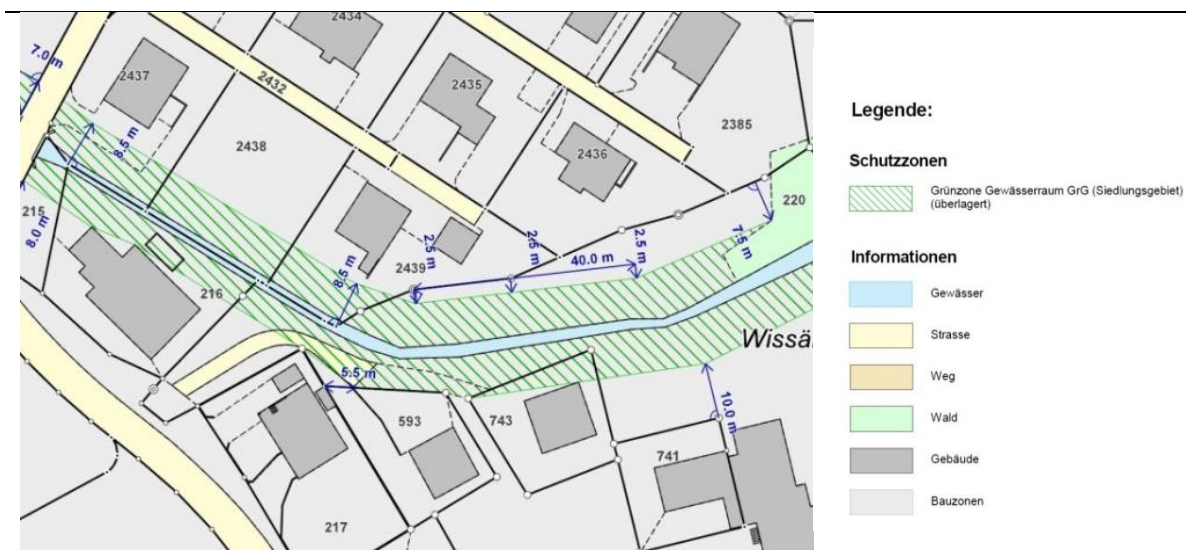 2434
7.0 m
2437
2432
2435
8.5 m
2438
2436
2385
215
8.0 m
220
7.5 m
2.5 m
2.5 m
2.5 m
40.0 m
2439
216
8.5 m
Wissä
5.5 m
593
743
10.0 m
741
217
Legende:
Schutzzonen
Grünzone Gewässerraum GrG (Siedlungsgebiet)
(überlagert)
Informationen
Gewässer
Strasse
Weg
Wald
Gebäude
Bauzonen